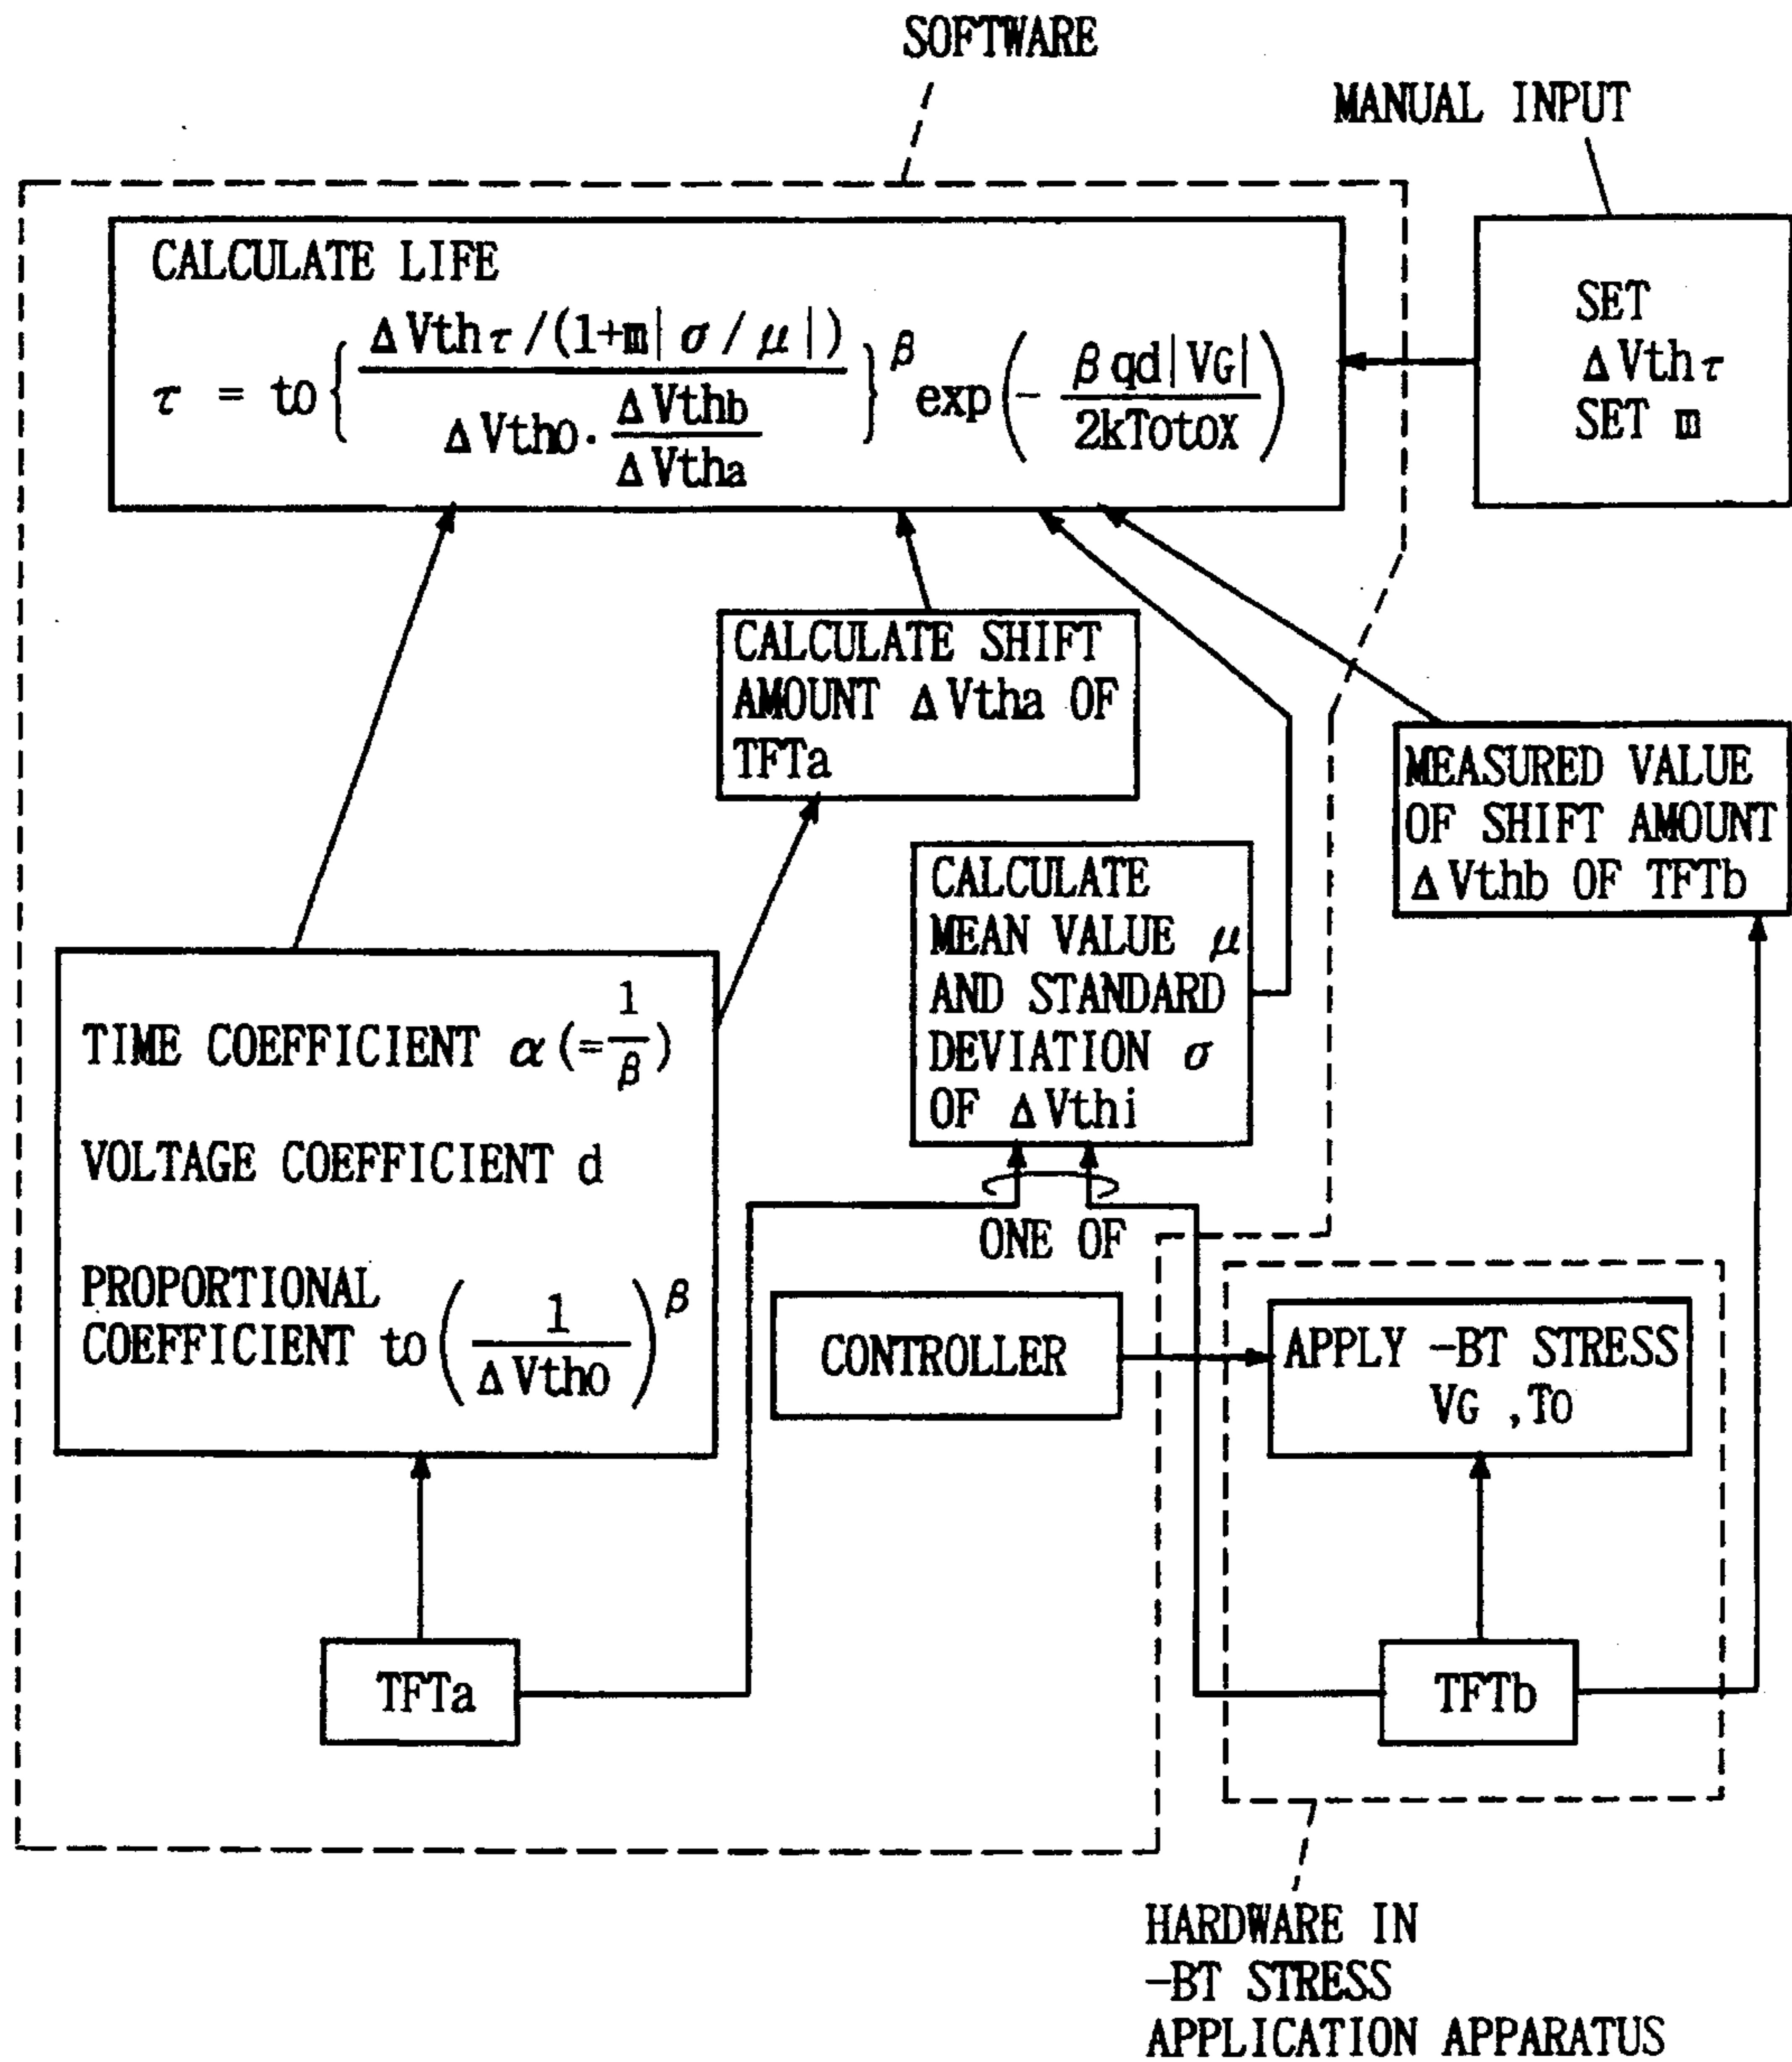 SOFTWARE
MANUAL INPUT
CALCULATE LIFE
τ = to { ΔVthτ /(1+m| σ / μ |) / ΔVtho · ΔVthb / ΔVtha }^β exp(- β qd|VG| / 2kTotox)
SET
ΔVthτ
SET m
CALCULATE SHIFT
AMOUNT ΔVtha OF
TFTa
MEASURED VALUE
OF SHIFT AMOUNT
ΔVthb OF TFTb
CALCULATE
MEAN VALUE μ
AND STANDARD
DEVIATION σ
OF ΔVthi
TIME COEFFICIENT α (= 1/β)
VOLTAGE COEFFICIENT d
PROPORTIONAL
COEFFICIENT to ( 1 / ΔVtho )^β
ONE OF
CONTROLLER
APPLY -BT STRESS
VG ,TO
TFTa
TFTb
HARDWARE IN
-BT STRESS
APPLICATION APPARATUS